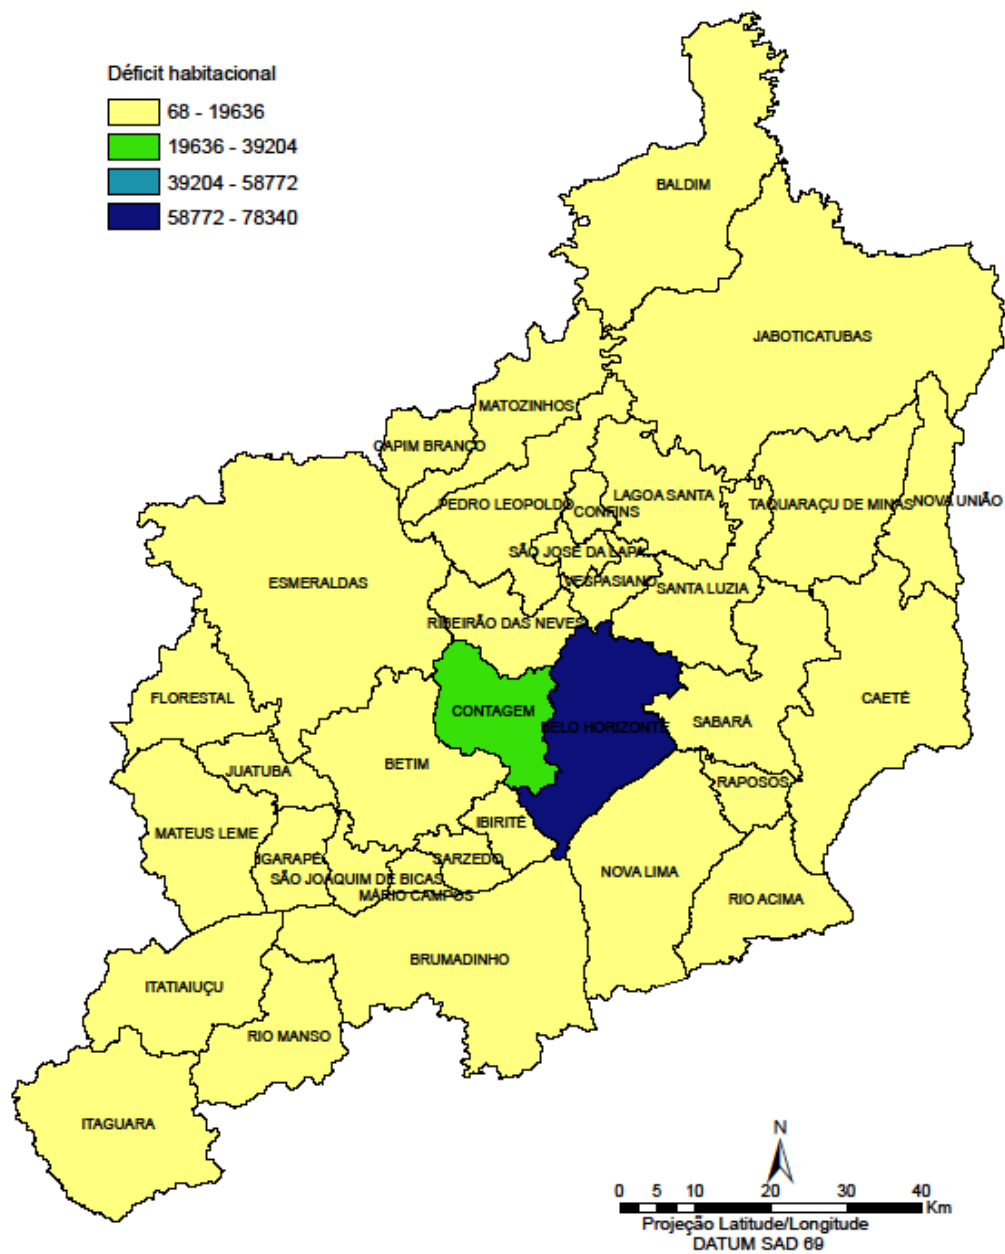 Déficit habitacional
68 - 19636
19636 - 39204
39204 - 58772
58772 - 78340
BALDIM
JABOTICATUBAS
MATOZINHOS
CAPIM BRANCO
LAGOA SANTA
PEDRO LEOPOLDO
CONFINS
TAQUARAÇU DE MINAS
NOVA UNIÃO
SÃO JOSÉ DA LAPA
ESMERALDAS
VESPASIANO
SANTA LUZIA
RIBEIRÃO DAS NEVES
FLORESTAL
CAETÉ
CONTAGEM
BELO HORIZONTE
SABARÁ
JUATUBA
BETIM
RAPOSOS
MATEUS LEME
IBIRITÉ
IGARAPÉ
SARZEDO
SÃO JOAQUIM DE BICAS
MÁRIO CAMPOS
NOVA LIMA
RIO ACIMA
BRUMADINHO
ITATIAIUÇU
RIO MANSO
ITAGUARA
N
0 5 10 20 30 40
Km
Projeção Latitude/Longitude
DATUM SAD 69